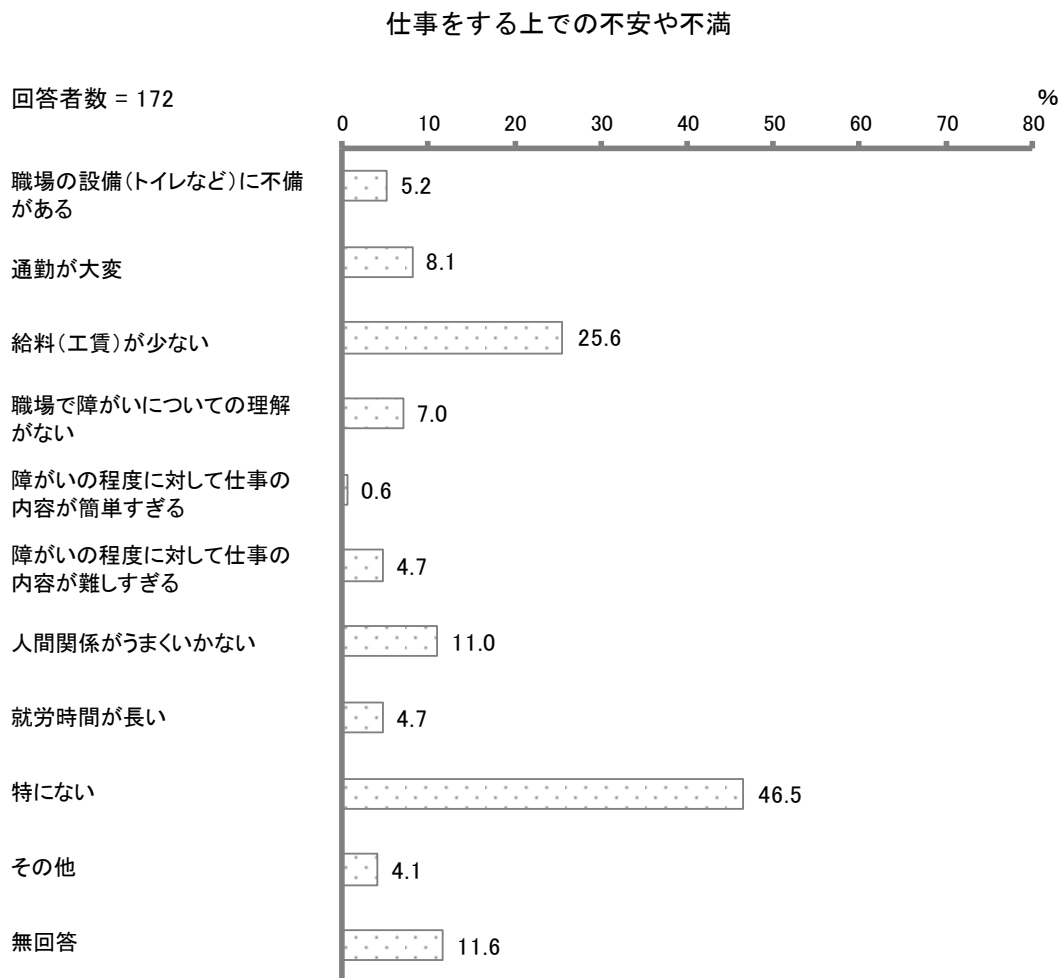 仕事をする上での不安や不満
回答者数 = 172
%
0 10 20 30 40 50 60 70 80
職場の設備（トイレなど）に不備
がある
5.2
通勤が大変
8.1
給料（工賃）が少ない
25.6
職場で障がいについての理解
がない
7.0
障がいの程度に対して仕事の
内容が簡単すぎる
0.6
障がいの程度に対して仕事の
内容が難しすぎる
4.7
人間関係がうまくいかない
11.0
就労時間が長い
4.7
特にない
46.5
その他
4.1
無回答
11.6